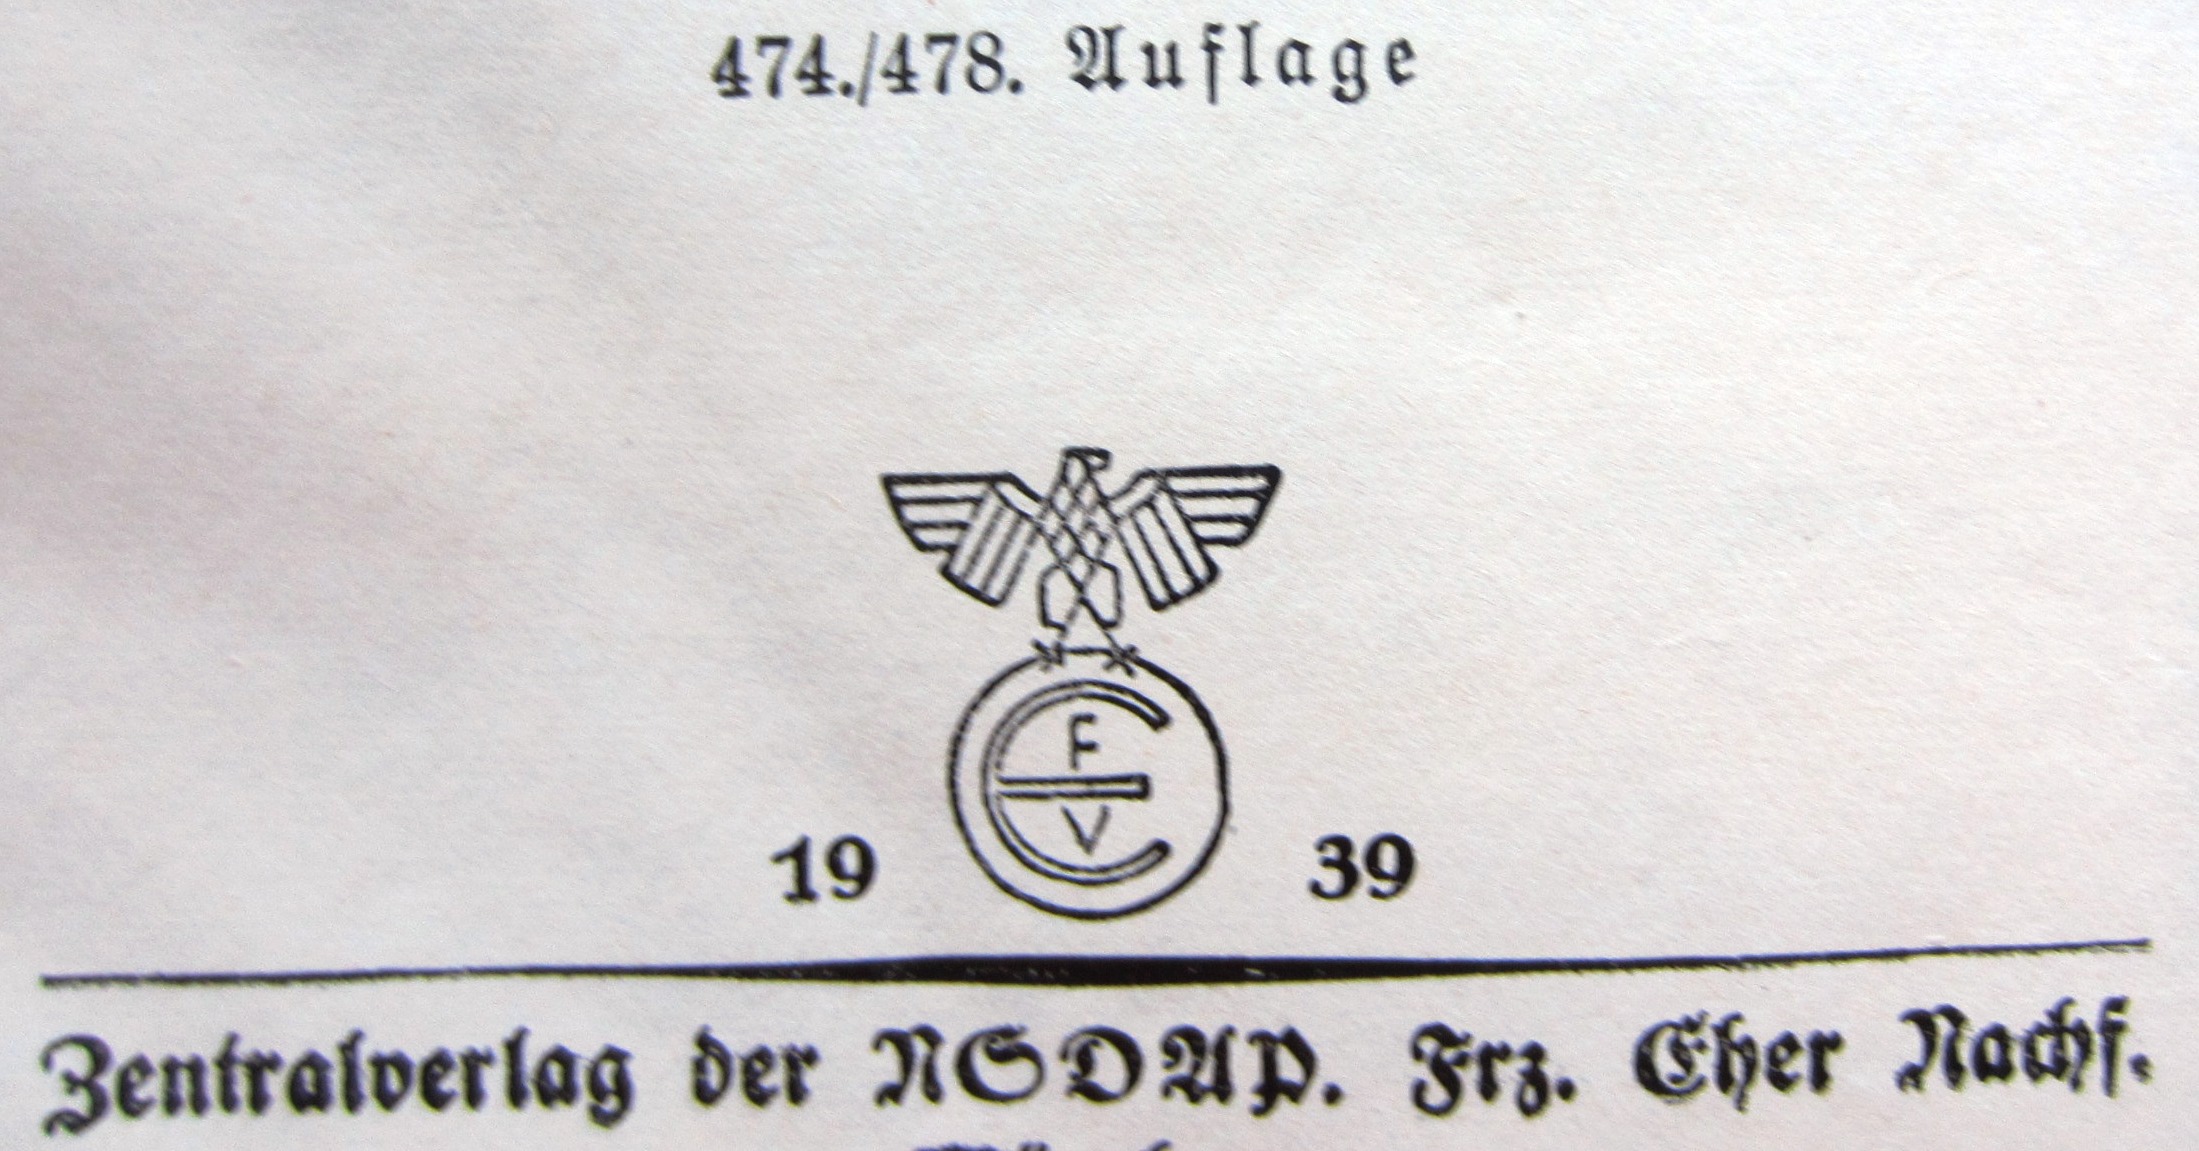 474./478. Auflage
F
V
19 39
Zentralverlag der NSDAP. Frz. Eher Nachf.